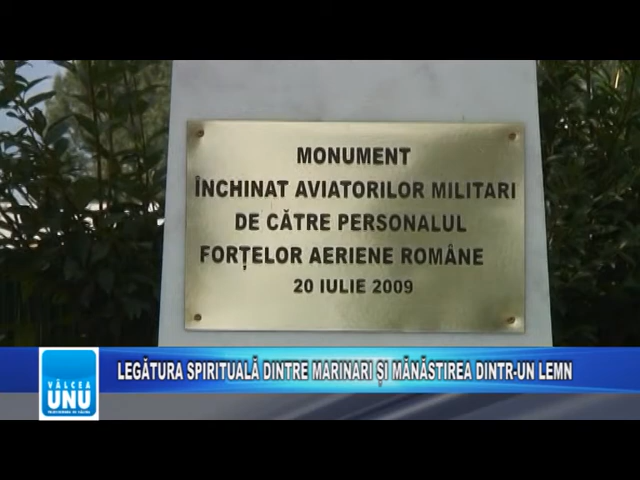 MONUMENT
ÎNCHINAT AVIATORILOR MILITARI
DE CĂTRE PERSONALUL
FORȚELOR AERIENE ROMÂNE
20 IULIE 2009
LEGĂTURA SPIRITUALĂ DINTRE MARINARI ȘI MĂNĂSTIREA DINTR-UN LEMN
VÂLCEA
UNU